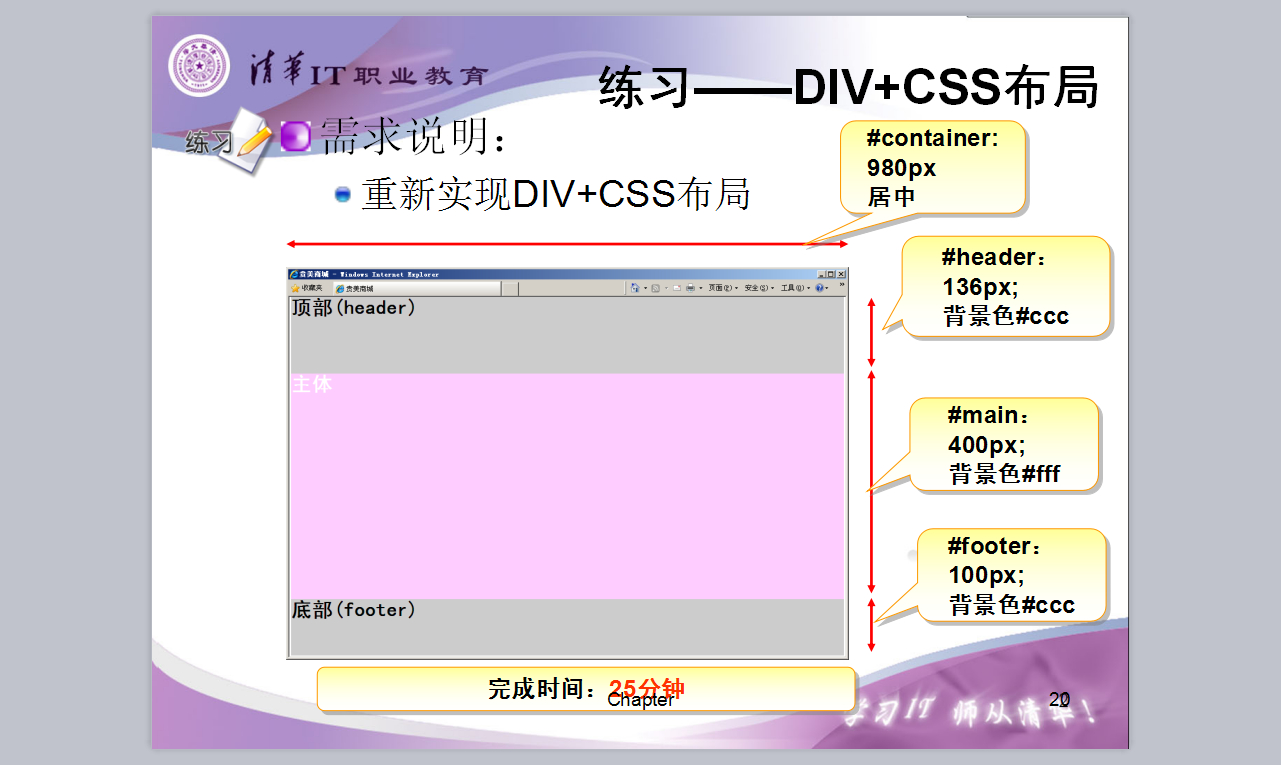 清华IT职业教育
练习——DIV+CSS布局
练习
需求说明：
重新实现DIV+CSS布局
#container:
980px
居中
#header：
136px;
背景色#ccc
贵美商城 - Windows Internet Explorer
收藏夹
贵美商城
页面(P)
安全(S)
工具(O)
顶部(header)
主体
#main：
400px;
背景色#fff
#footer：
100px;
背景色#ccc
底部(footer)
完成时间：25分钟
Chapter
学习IT 师从清华！